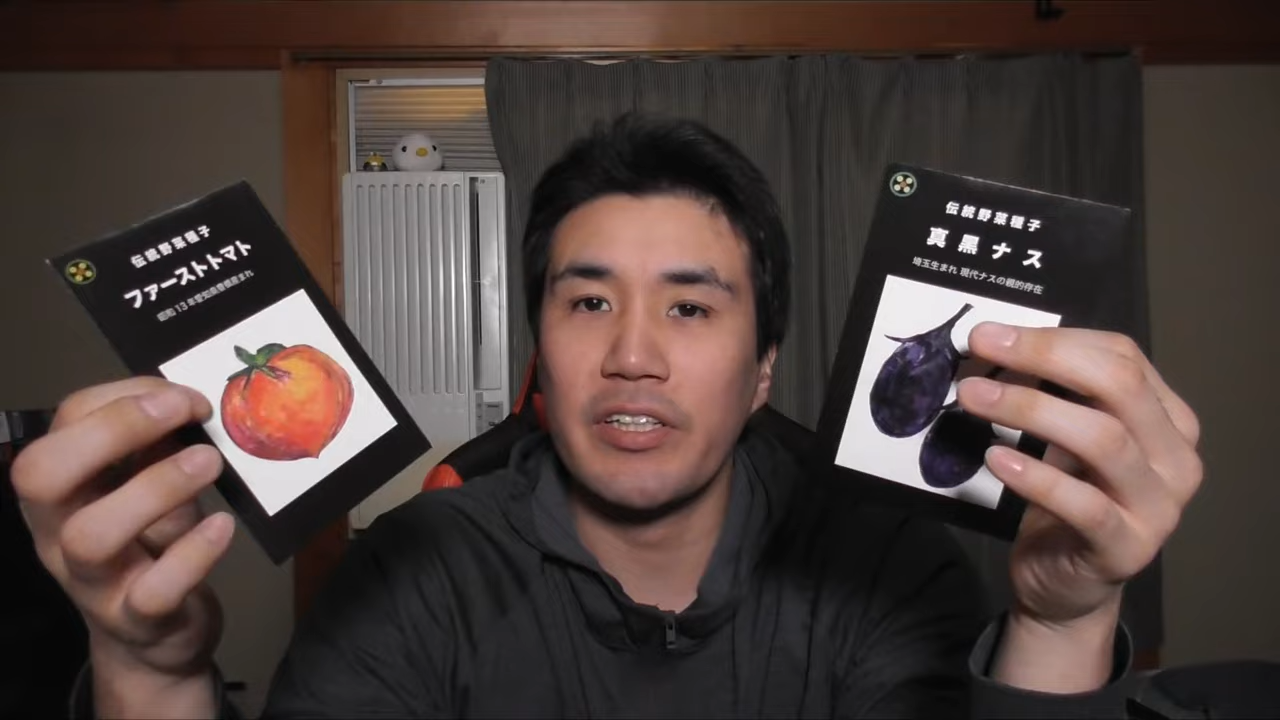 伝統野菜種子
ファーストトマト
昭和13年愛知県豊橋産まれ
伝統野菜種子
真黒ナス
埼玉生まれ 現代ナスの親的存在